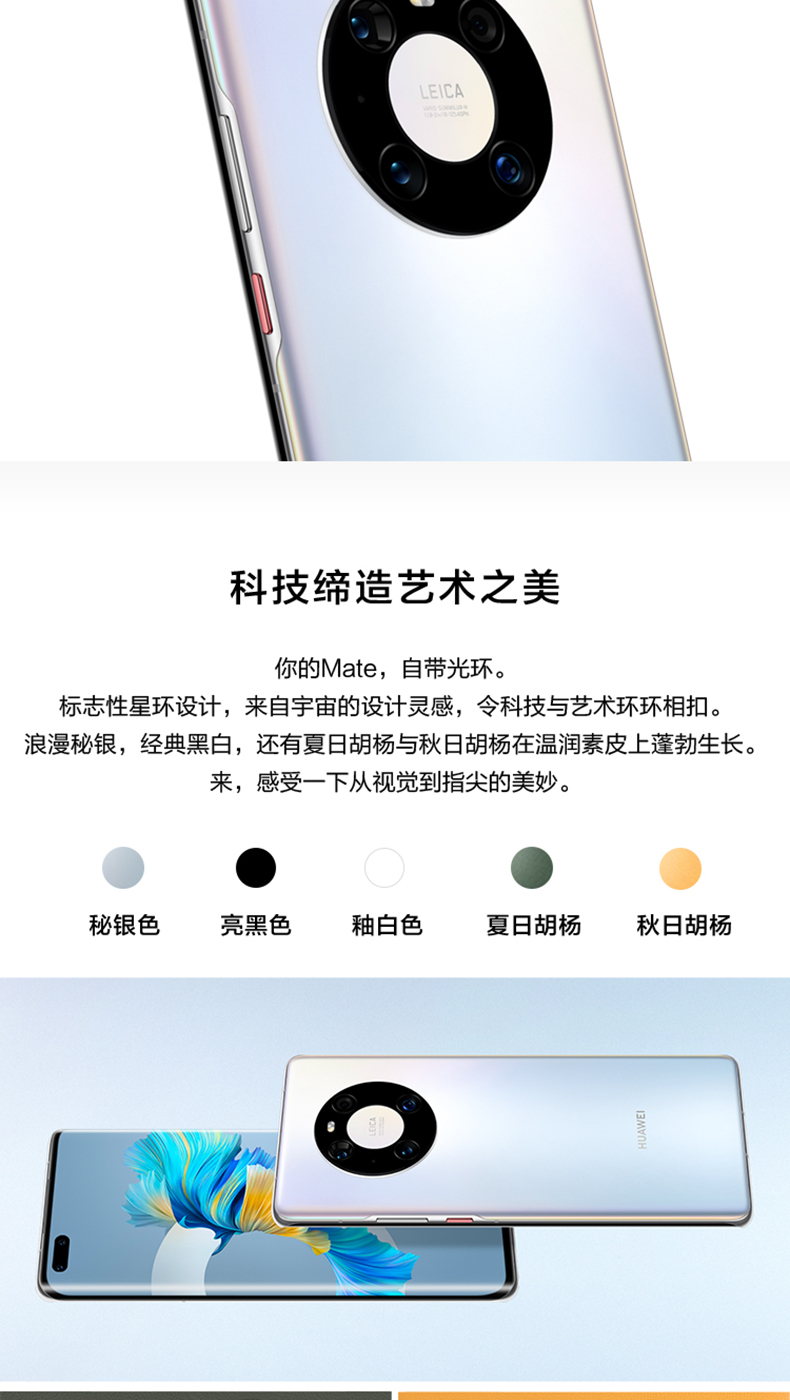 LEICA
科技缔造艺术之美
你的Mate，自带光环。
标志性星环设计，来自宇宙的设计灵感，令科技与艺术环环相扣。
浪漫秘银，经典黑白，还有夏日胡杨与秋日胡杨在温润素皮上蓬勃生长。
来，感受一下从视觉到指尖的美妙。
秘银色 亮黑色 釉白色 夏日胡杨 秋日胡杨
LEICA
HUAWEI